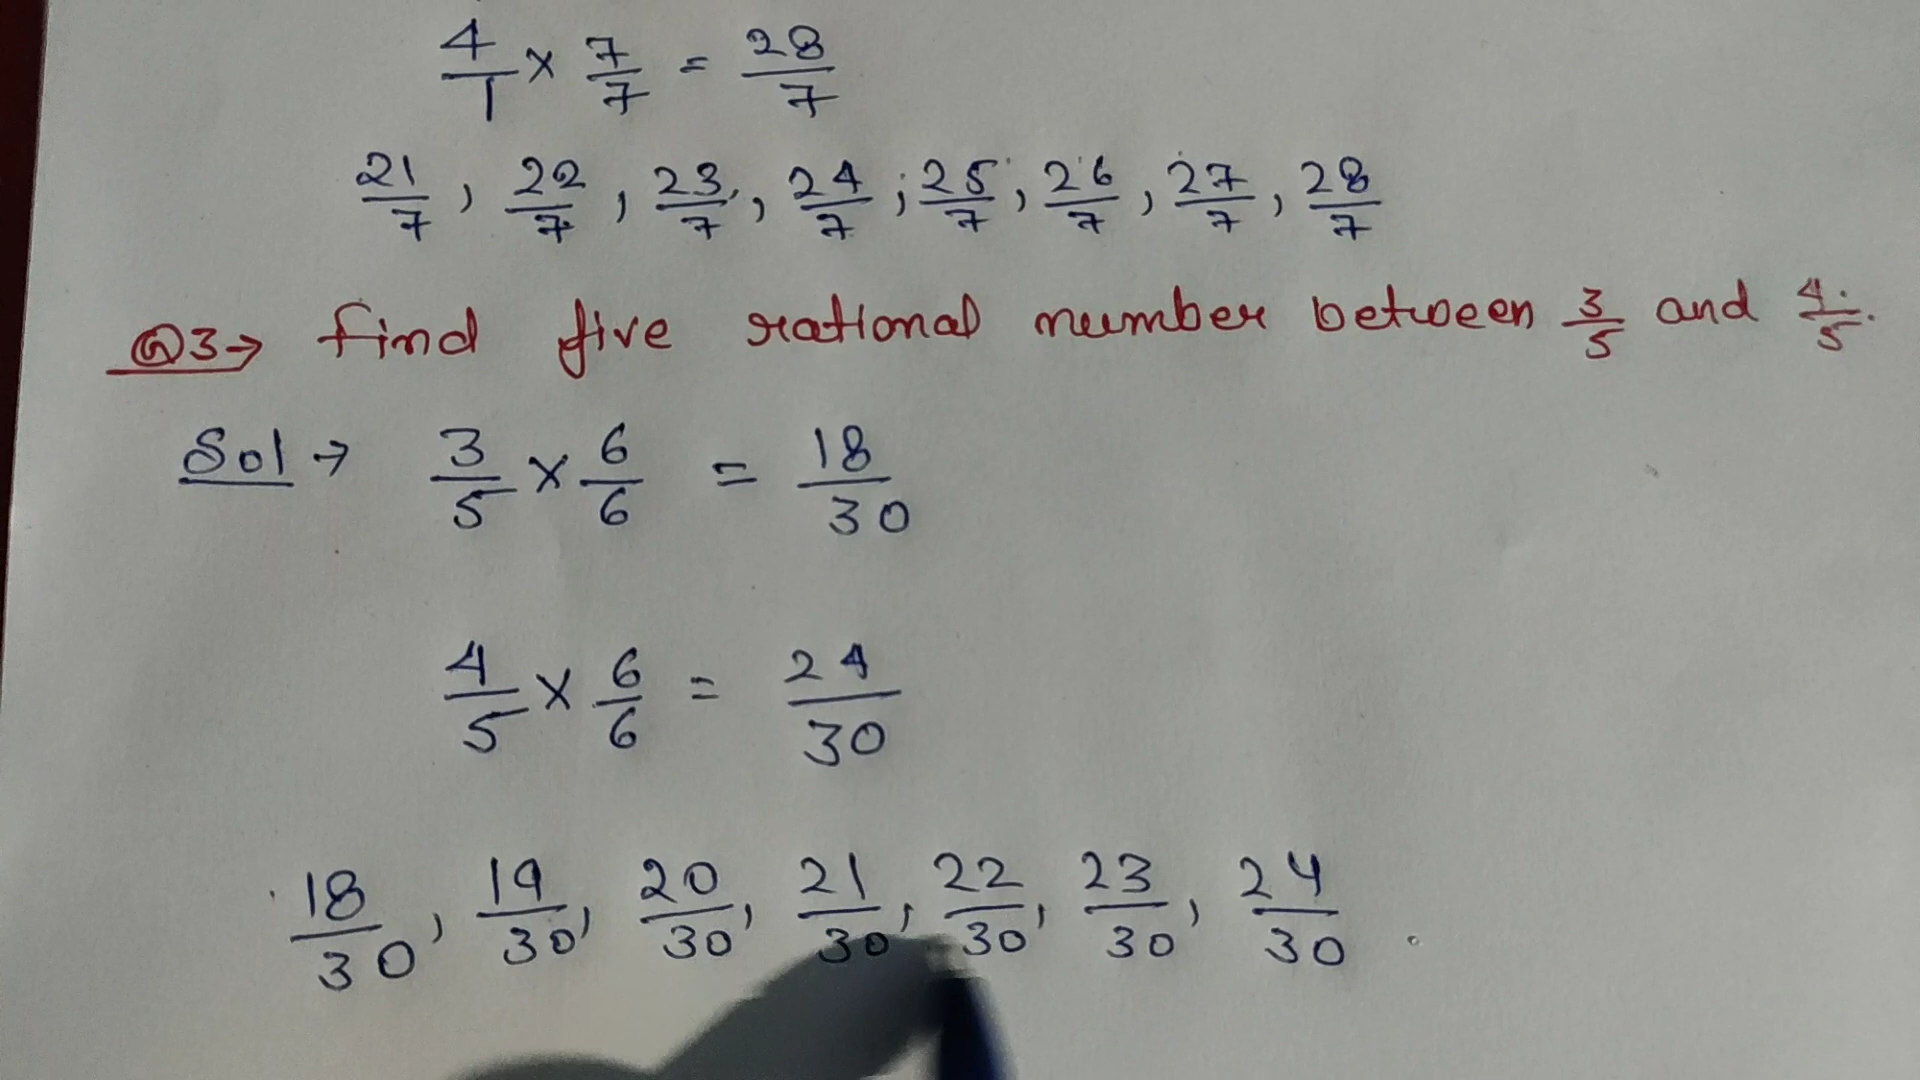 4/1 × 7/7 = 28/7
21/7, 22/7, 23/7, 24/7, 25/7, 26/7, 27/7, 28/7
Q3→ Find five rational number between 3/5 and 4/5.
Sol → 3/5 × 6/6 = 18/30
4/5 × 6/6 = 24/30
18/30, 19/30, 20/30, 21/30, 22/30, 23/30, 24/30.